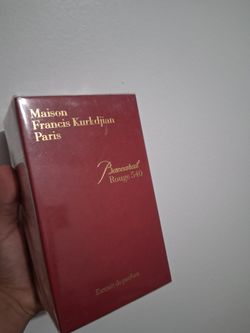 Maison
Francis Kurkdjian
Paris
Baccarat
Rouge 540
Extrait de parfum